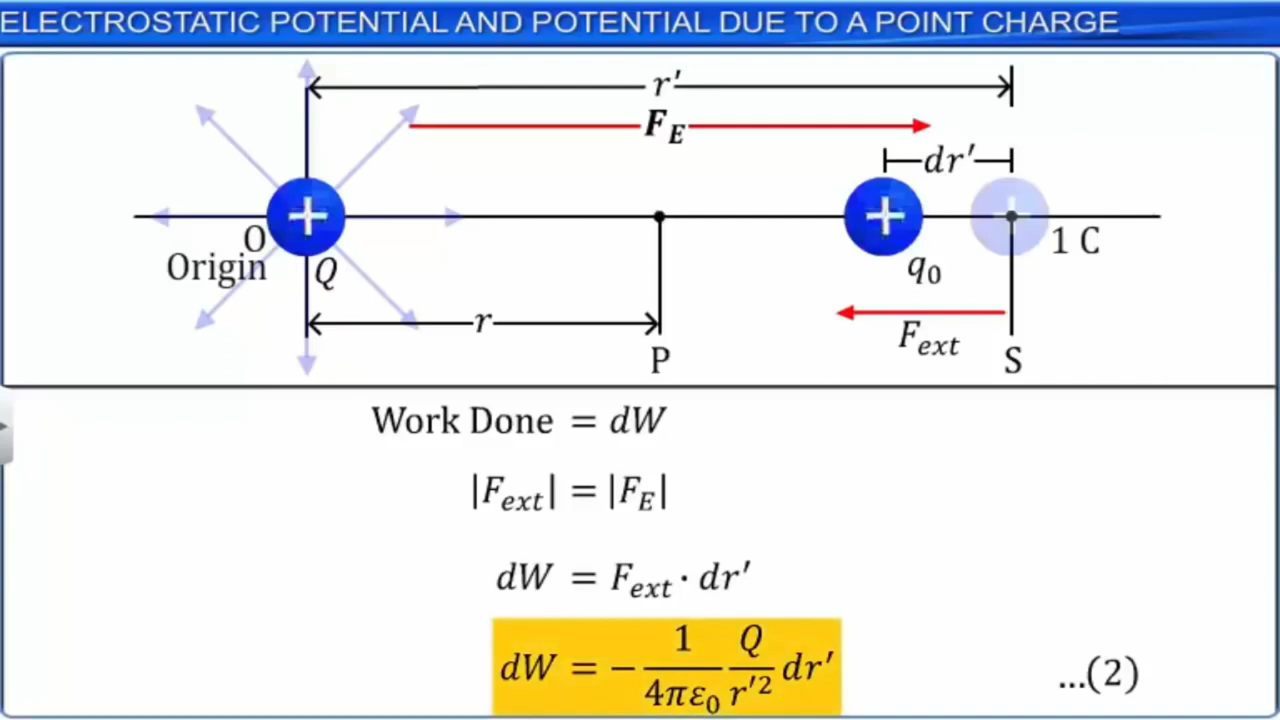 ELECTROSTATIC POTENTIAL AND POTENTIAL DUE TO A POINT CHARGE
r′
F_E
dr′
O
Origin
Q
q₀
1 C
r
F_ext
P
S
Work Done = dW
|F_ext| = |F_E|
dW = F_ext · dr′
dW = − 1/(4πε₀) Q/r′² dr′ ...(2)